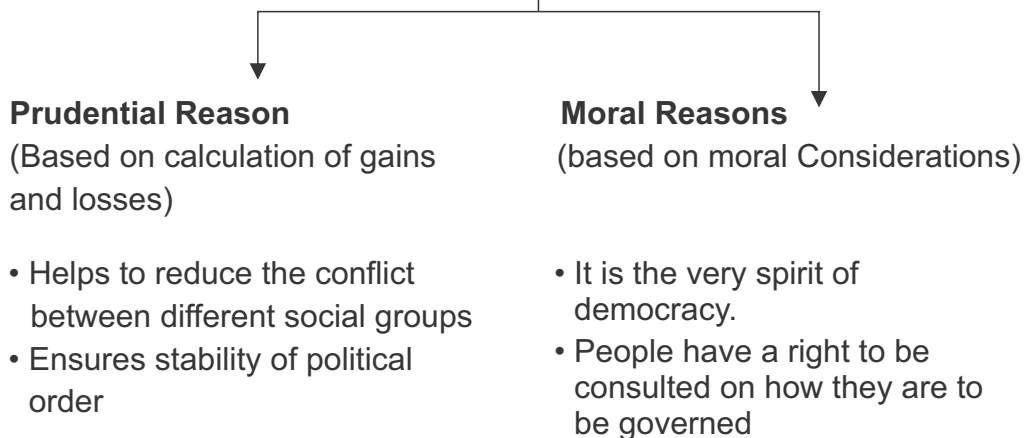 Prudential Reason
(Based on calculation of gains
and losses)
• Helps to reduce the conflict
between different social groups
• Ensures stability of political
order
Moral Reasons
(based on moral Considerations)
• It is the very spirit of
democracy.
• People have a right to be
consulted on how they are to
be governed